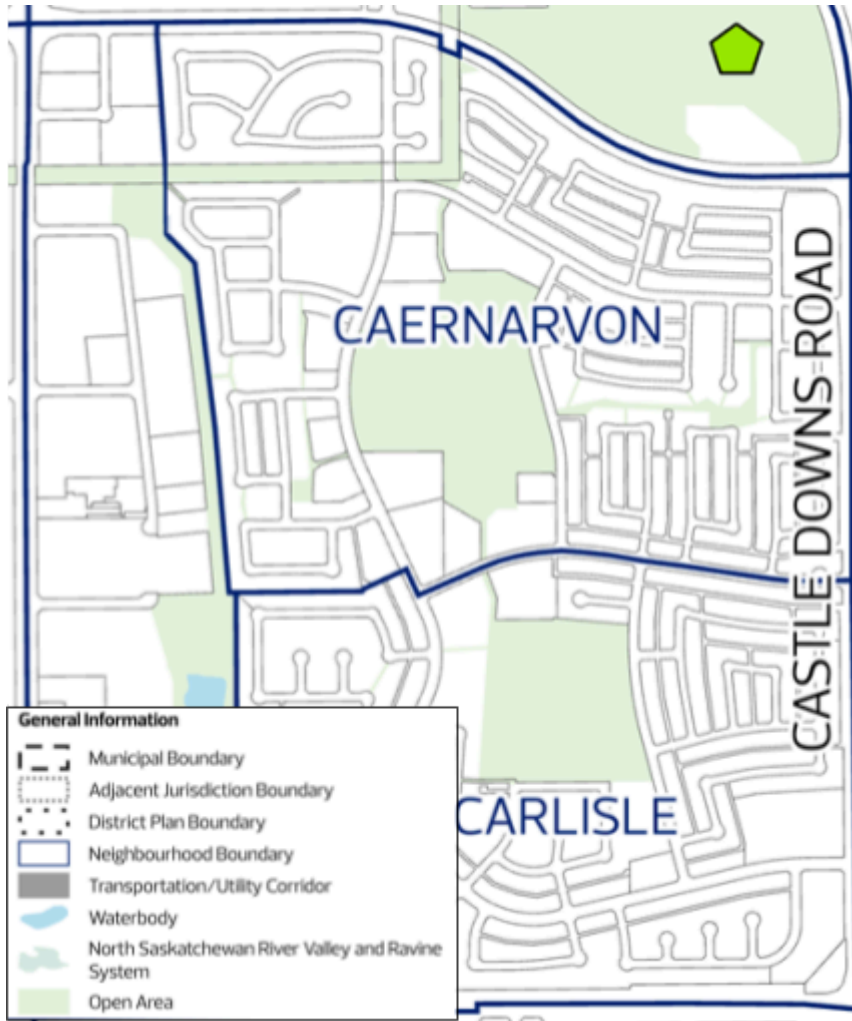 CAERNARVON
CASTLE DOWNS ROAD
CARLISLE
General Information
Municipal Boundary
Adjacent Jurisdiction Boundary
District Plan Boundary
Neighbourhood Boundary
Transportation/Utility Corridor
Waterbody
North Saskatchewan River Valley and Ravine
System
Open Area